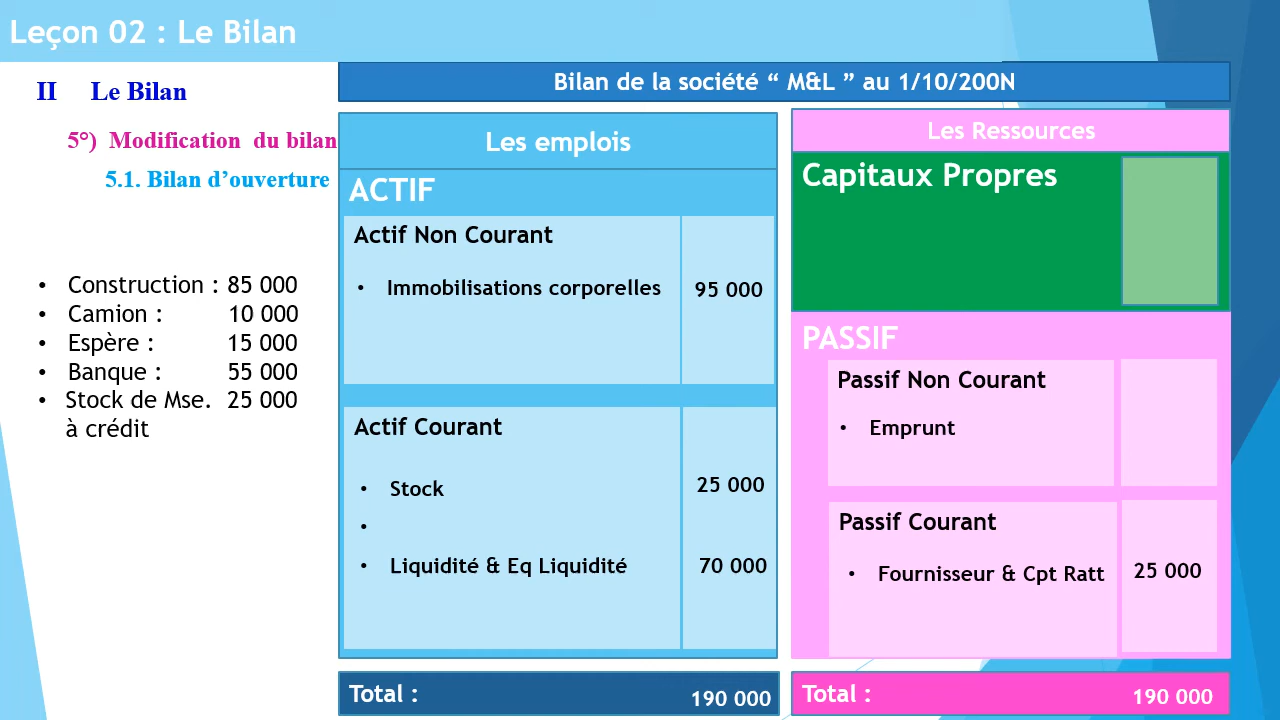 Leçon 02 : Le Bilan
II Le Bilan
5°) Modification du bilan
5.1. Bilan d’ouverture
• Construction : 85 000
• Camion : 10 000
• Espère : 15 000
• Banque : 55 000
• Stock de Mse. 25 000
à crédit
Bilan de la société “ M&L ” au 1/10/200N
Les emplois
ACTIF
Actif Non Courant
• Immobilisations corporelles 95 000
Actif Courant
• Stock 25 000
•
• Liquidité & Eq Liquidité 70 000
Total : 190 000
Les Ressources
Capitaux Propres
PASSIF
Passif Non Courant
• Emprunt
Passif Courant
• Fournisseur & Cpt Ratt 25 000
Total : 190 000